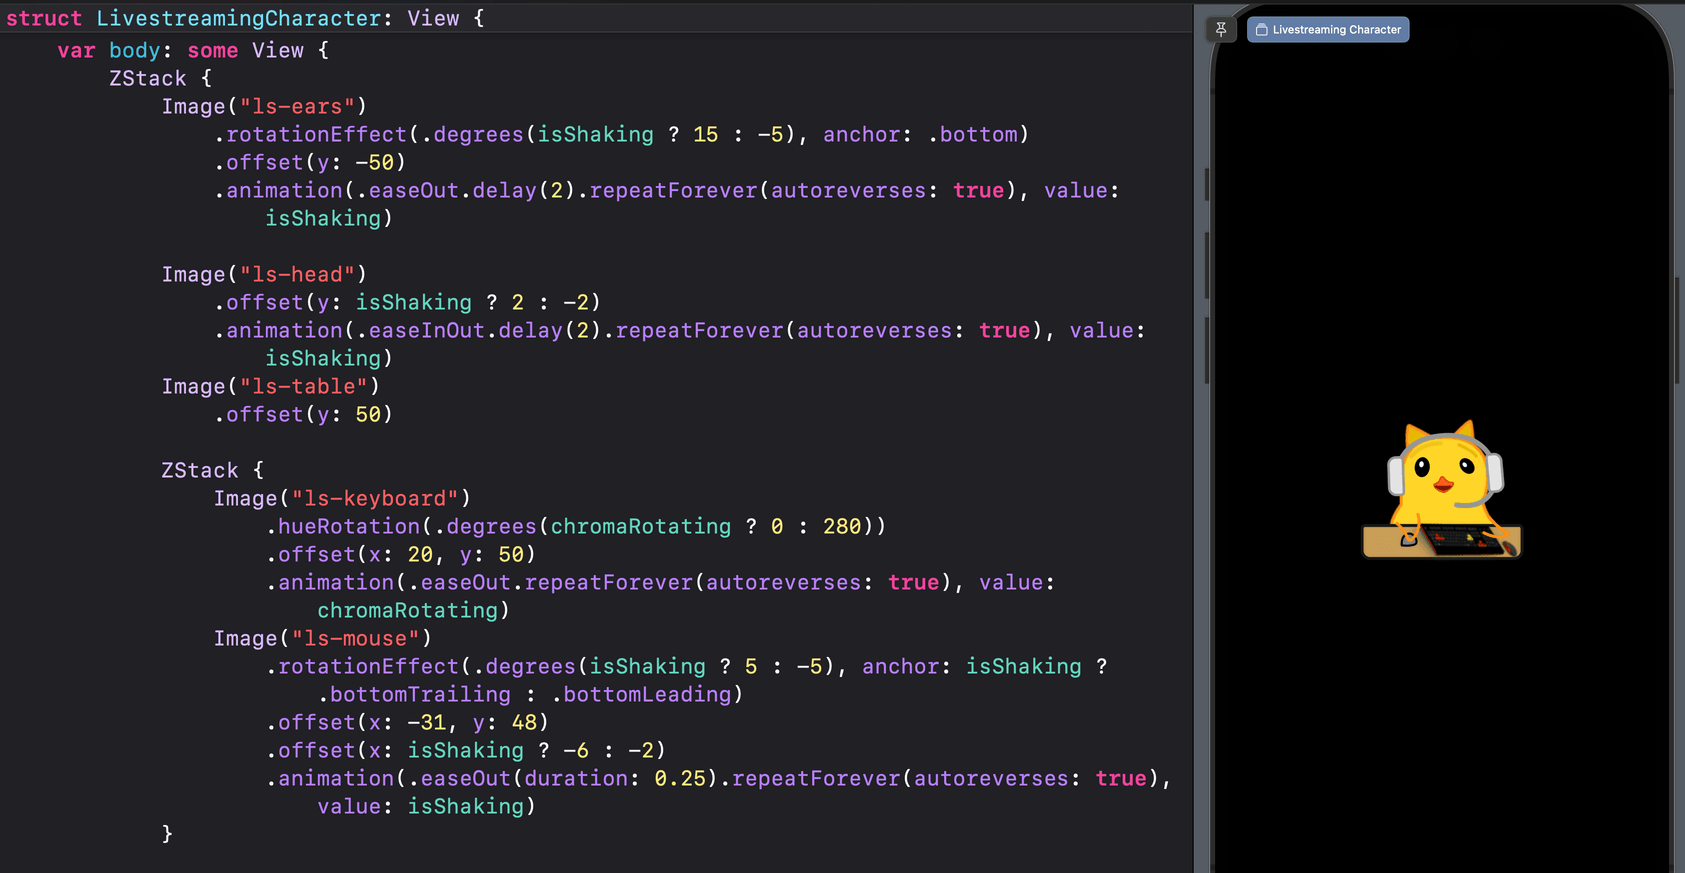 struct LivestreamingCharacter: View {
var body: some View {
ZStack {
Image("ls-ears")
.rotationEffect(.degrees(isShaking ? 15 : -5), anchor: .bottom)
.offset(y: -50)
.animation(.easeOut.delay(2).repeatForever(autoreverses: true), value:
isShaking)
Image("ls-head")
.offset(y: isShaking ? 2 : -2)
.animation(.easeInOut.delay(2).repeatForever(autoreverses: true), value:
isShaking)
Image("ls-table")
.offset(y: 50)
ZStack {
Image("ls-keyboard")
.hueRotation(.degrees(chromaRotating ? 0 : 280))
.offset(x: 20, y: 50)
.animation(.easeOut.repeatForever(autoreverses: true), value:
chromaRotating)
Image("ls-mouse")
.rotationEffect(.degrees(isShaking ? 5 : -5), anchor: isShaking ?
.bottomTrailing : .bottomLeading)
.offset(x: -31, y: 48)
.offset(x: isShaking ? -6 : -2)
.animation(.easeOut(duration: 0.25).repeatForever(autoreverses: true),
value: isShaking)
}
Livestreaming Character